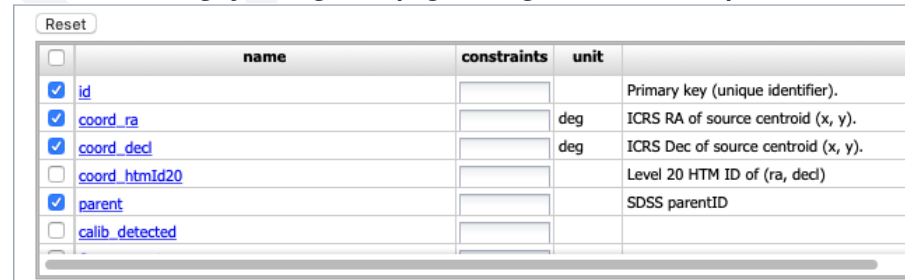 Reset
name constraints unit
id Primary key (unique identifier).
coord_ra deg ICRS RA of source centroid (x, y).
coord_decl deg ICRS Dec of source centroid (x, y).
coord_htmId20 Level 20 HTM ID of (ra, decl)
parent SDSS parentID
calib_detected